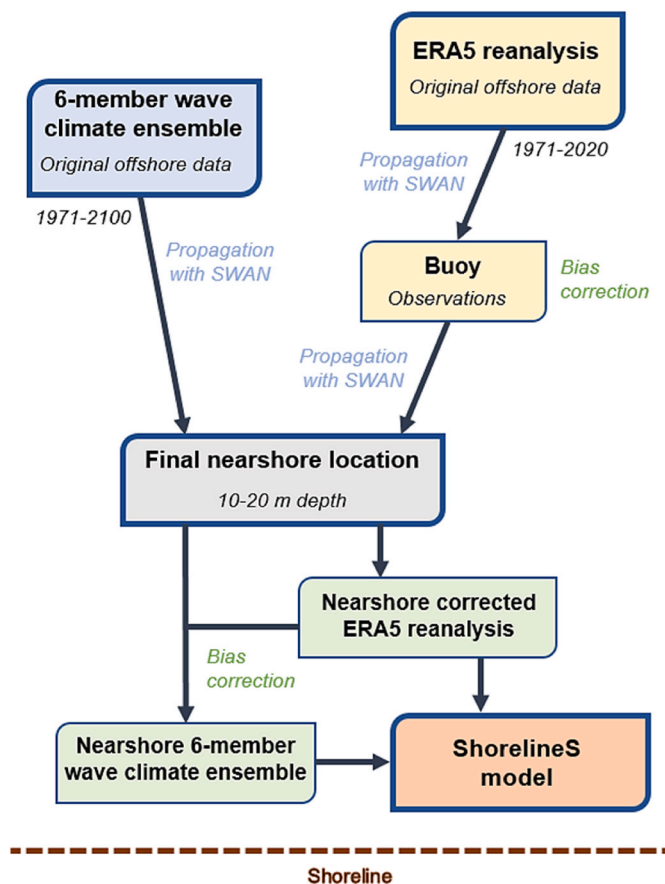 ERA5 reanalysis
Original offshore data
6-member wave
climate ensemble
Original offshore data
1971-2020
Propagation
with SWAN
1971-2100
Propagation
with SWAN
Buoy
Observations
Bias
correction
Propagation
with SWAN
Final nearshore location
10-20 m depth
Nearshore corrected
ERA5 reanalysis
Bias
correction
Nearshore 6-member
wave climate ensemble
ShorelineS
model
Shoreline